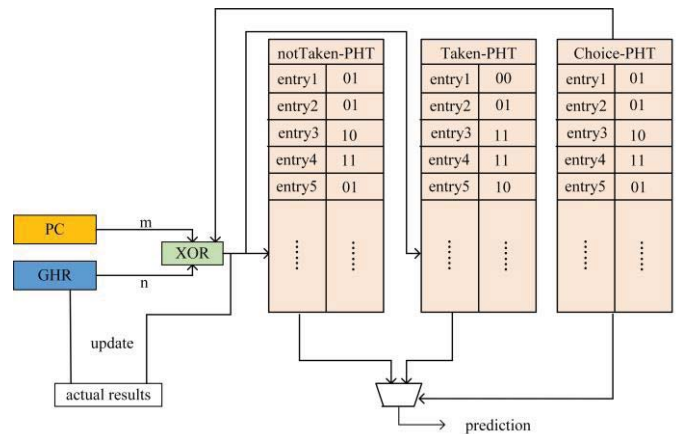 notTaken-PHT
entry1 01
entry2 01
entry3 10
entry4 11
entry5 01
...... ......
Taken-PHT
entry1 00
entry2 01
entry3 11
entry4 11
entry5 10
...... ......
Choice-PHT
entry1 01
entry2 01
entry3 10
entry4 11
entry5 01
...... ......
PC
m
XOR
GHR
n
update
actual results
prediction